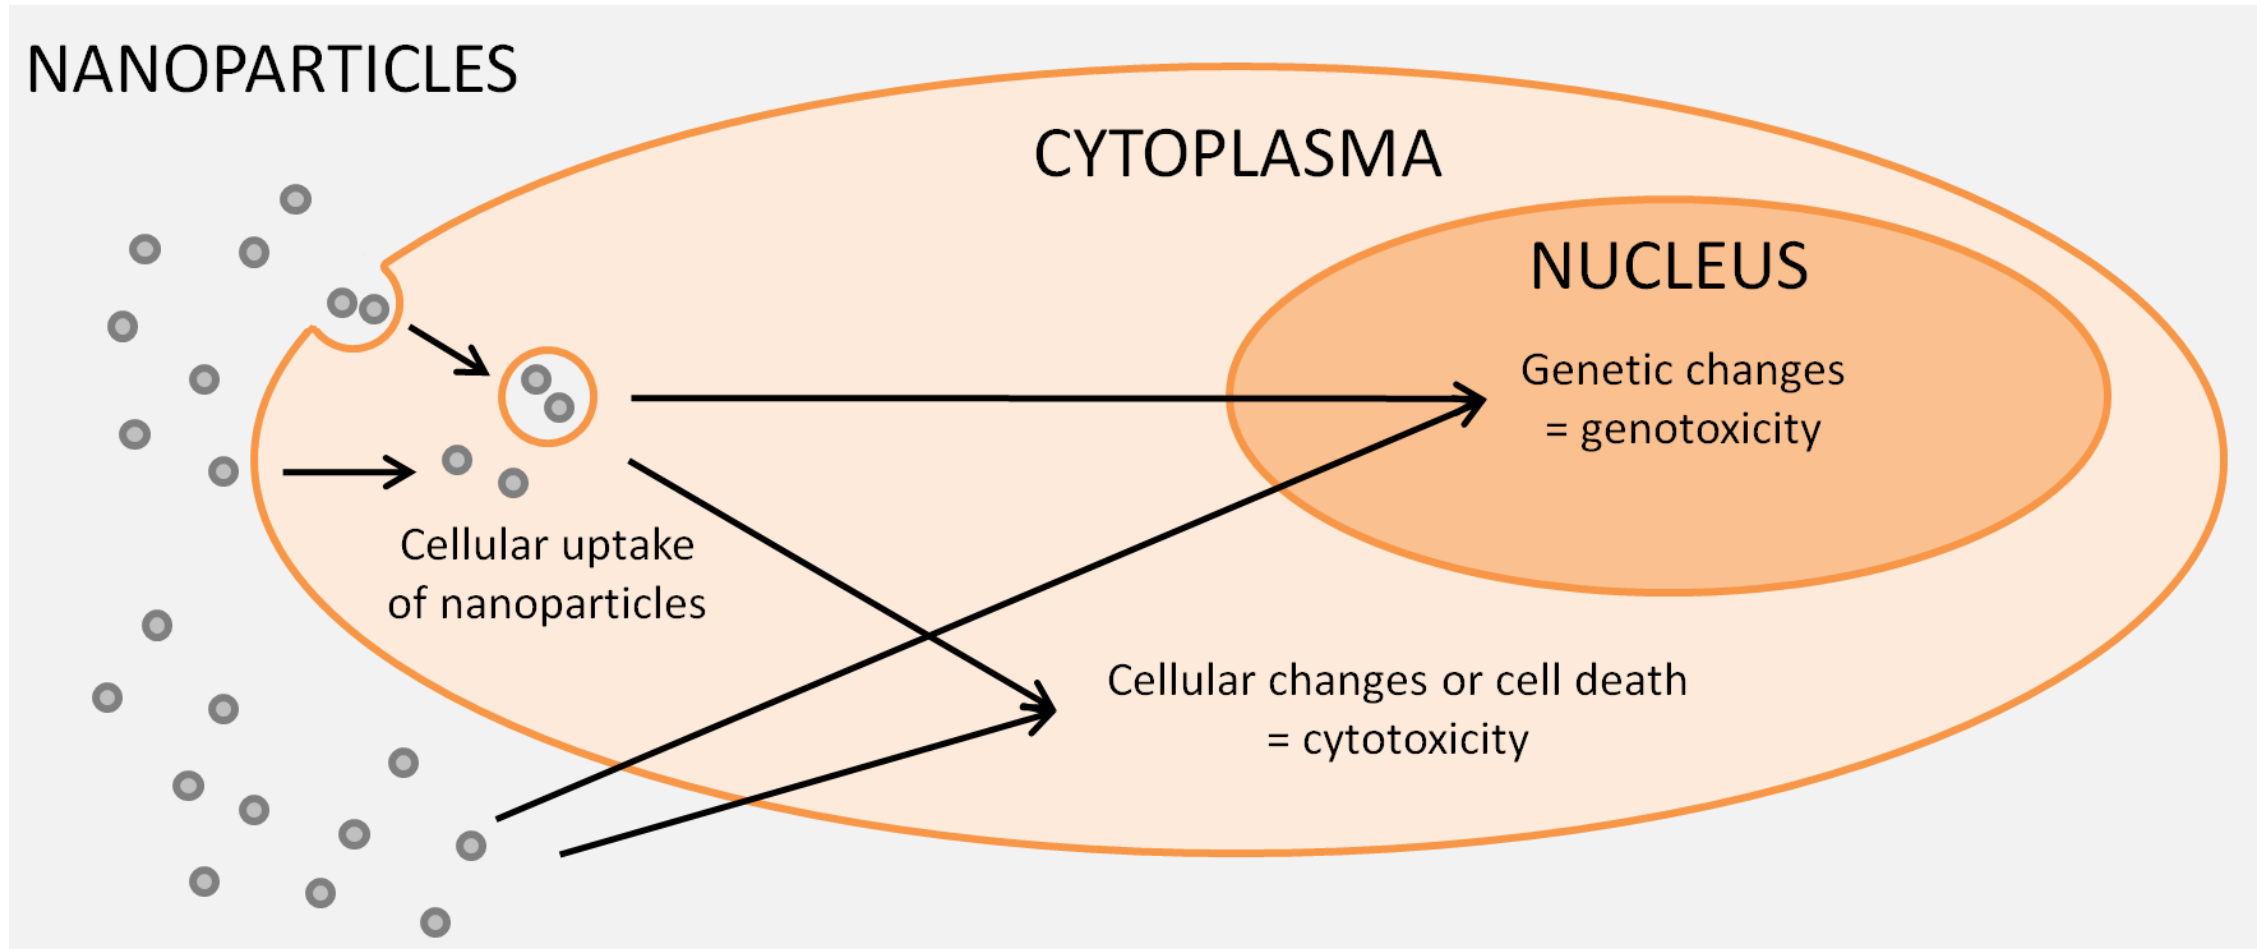 NANOPARTICLES
CYTOPLASMA
NUCLEUS
Genetic changes
= genotoxicity
Cellular uptake
of nanoparticles
Cellular changes or cell death
= cytotoxicity